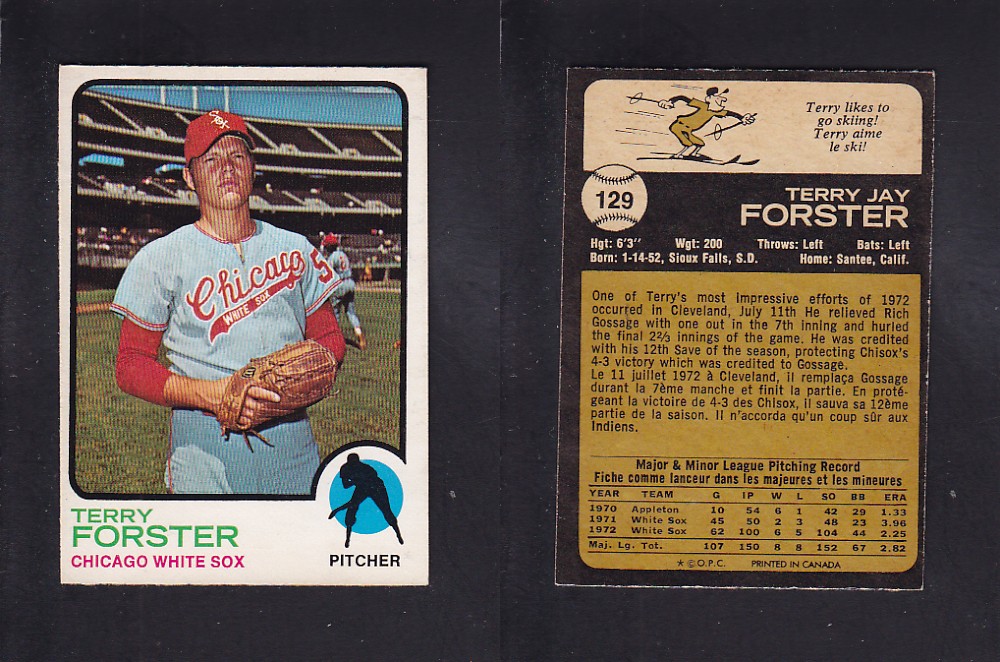 Sox
Chicago 5
WHITE SOX
TERRY
FORSTER
CHICAGO WHITE SOX
PITCHER
Terry likes to
go skiing!
Terry aime
le ski!
129
TERRY JAY
FORSTER
Hgt: 6'3" Wgt: 200 Throws: Left Bats: Left
Born: 1-14-52, Sioux Falls, S.D. Home: Santee, Calif.
One of Terry's most impressive efforts of 1972
occurred in Cleveland, July 11th He relieved Rich
Gossage with one out in the 7th inning and hurled
the final 2⅔ innings of the game. He was credited
with his 12th Save of the season, protecting Chisox's
4-3 victory which was credited to Gossage.
Le 11 juillet 1972 à Cleveland, il remplaça Gossage
durant la 7ème manche et finit la partie. En proté-
geant la victoire de 4-3 des Chisox, il sauva sa 12ème
partie de la saison. Il n'accorda qu'un coup sûr aux
Indiens.
Major & Minor League Pitching Record
Fiche comme lanceur dans les majeures et les mineures
YEAR TEAM G IP W L SO BB ERA
1970 Appleton 10 54 6 1 42 29 1.33
1971 White Sox 45 50 2 3 48 23 3.96
1972 White Sox 62 100 6 5 104 44 2.25
Maj. Lg. Tot. 107 150 8 8 152 67 2.82
★ © O.P.C. PRINTED IN CANADA